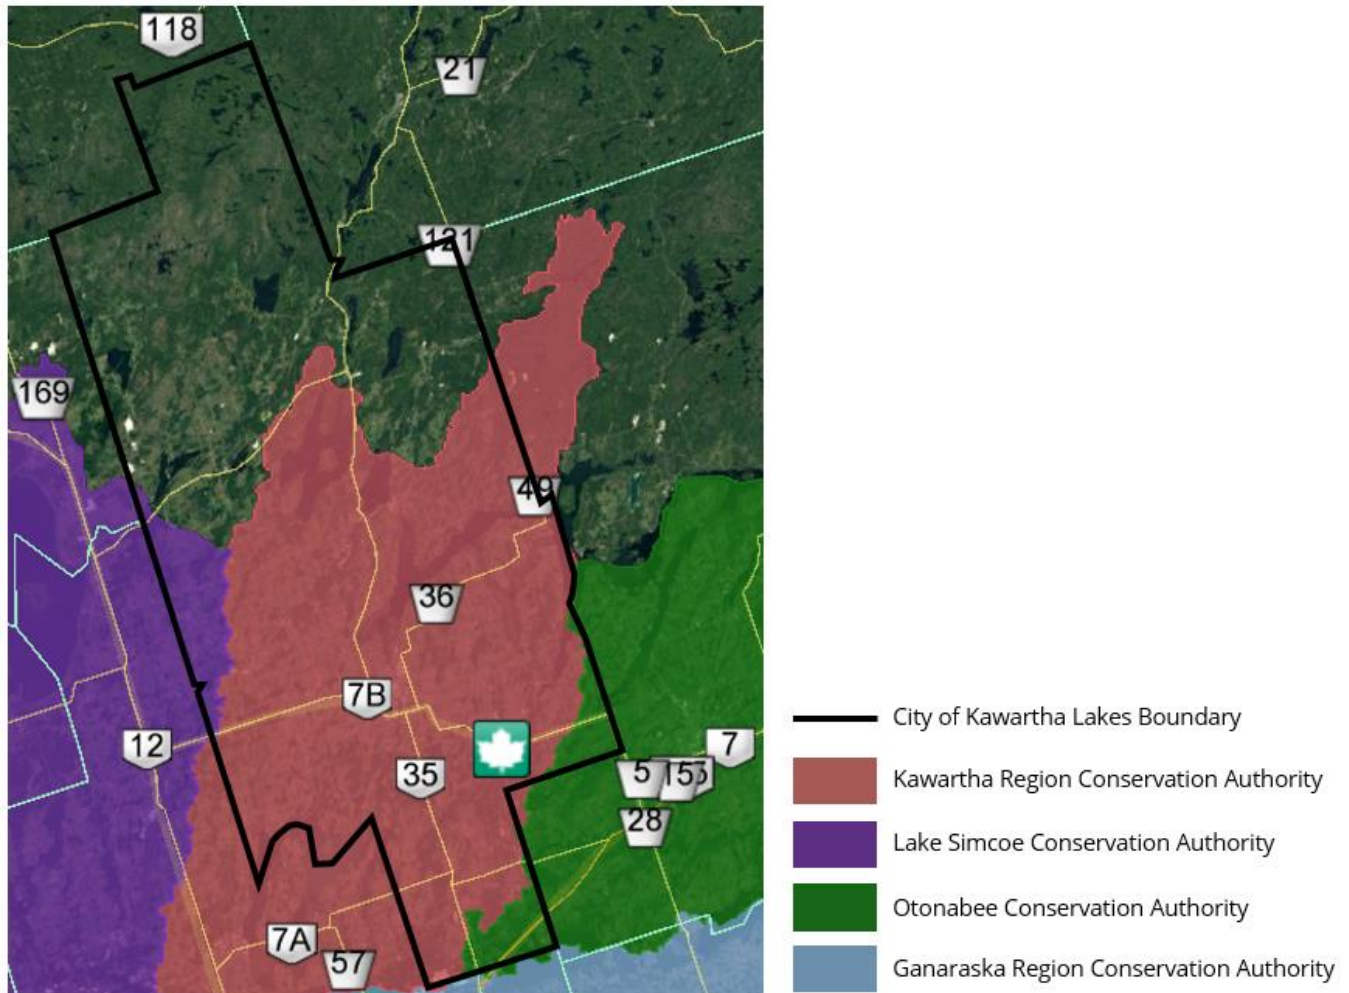 118
21
121
169
49
36
7B
12
35
7
5
28
7A
57
City of Kawartha Lakes Boundary
Kawartha Region Conservation Authority
Lake Simcoe Conservation Authority
Otonabee Conservation Authority
Ganaraska Region Conservation Authority